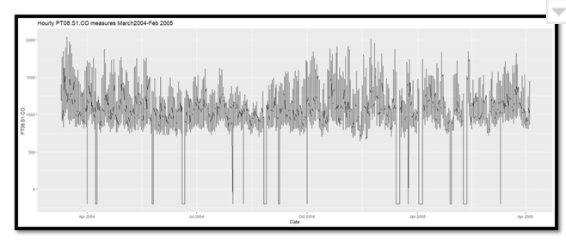 Hourly PT08.S1.CO measures March2004-Feb 2005
2000
1500
1000
500
0
PT08.S1.CO.
Apr 2004
Jul 2004
Oct 2004
Jan 2005
Apr 2005
Date